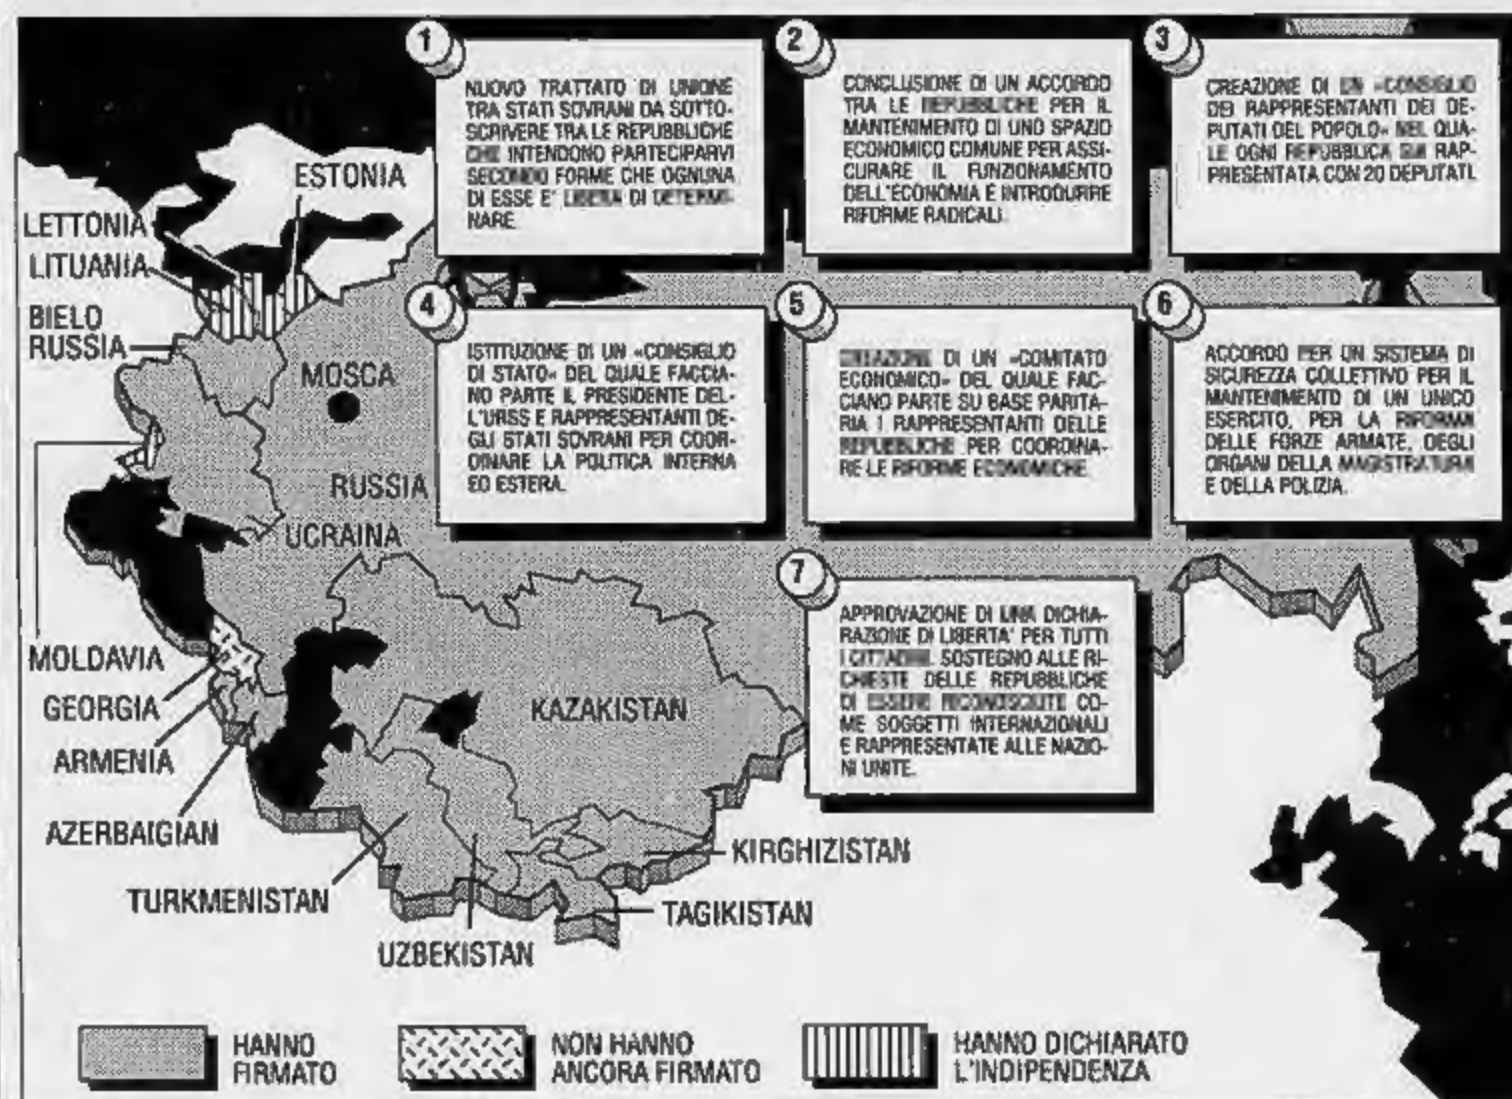 1
NUOVO TRATTATO DI UNIONE
TRA STATI SOVRANI DA SOTTO-
SCRIVERE TRA LE REPUBBLICHE
CHE INTENDONO PARTECIPARVI
SECONDO FORME CHE OGNUNA
DI ESSE E' LIBERA DI DETERMI-
NARE.
2
CONCLUSIONE DI UN ACCORDO
TRA LE REPUBBLICHE PER IL
MANTENIMENTO DI UNO SPAZIO
ECONOMICO COMUNE PER ASSI-
CURARE IL FUNZIONAMENTO
DELL'ECONOMIA E INTRODURRE
RIFORME RADICALI.
3
CREAZIONE DI UN «CONSIGLIO
DEI RAPPRESENTANTI DEI DE-
PUTATI DEL POPOLO» NEL QUA-
LE OGNI REPUBBLICA SIA RAP-
PRESENTATA CON 20 DEPUTATI.
4
ISTITUZIONE DI UN «CONSIGLIO
DI STATO» DEL QUALE FACCIA-
NO PARTE IL PRESIDENTE DEL-
L'URSS E RAPPRESENTANTI DE-
GLI STATI SOVRANI PER COOR-
DINARE LA POLITICA INTERNA
ED ESTERA.
5
CREAZIONE DI UN «COMITATO
ECONOMICO» DEL QUALE FAC-
CIANO PARTE SU BASE PARITA-
RIA I RAPPRESENTANTI DELLE
REPUBBLICHE PER COORDINA-
RE LE RIFORME ECONOMICHE.
6
ACCORDO PER UN SISTEMA DI
SICUREZZA COLLETTIVO PER IL
MANTENIMENTO DI UN UNICO
ESERCITO, PER LA RIFORMA
DELLE FORZE ARMATE, DEGLI
ORGANI DELLA MAGISTRATURA
E DELLA POLIZIA.
7
APPROVAZIONE DI UNA DICHIA-
RAZIONE DI LIBERTA' PER TUTTI
I CITTADINI. SOSTEGNO ALLE RI-
CHIESTE DELLE REPUBBLICHE
DI ESSERE RICONOSCIUTE CO-
ME SOGGETTI INTERNAZIONALI
E RAPPRESENTATE ALLE NAZIO-
NI UNITE.
ESTONIA
LETTONIA
LITUANIA
BIELO
RUSSIA
MOSCA
RUSSIA
UCRAINA
MOLDAVIA
GEORGIA
ARMENIA
AZERBAIGIAN
KAZAKISTAN
TURKMENISTAN
UZBEKISTAN
KIRGHIZISTAN
TAGIKISTAN
HANNO
FIRMATO
NON HANNO
ANCORA FIRMATO
HANNO DICHIARATO
L'INDIPENDENZA